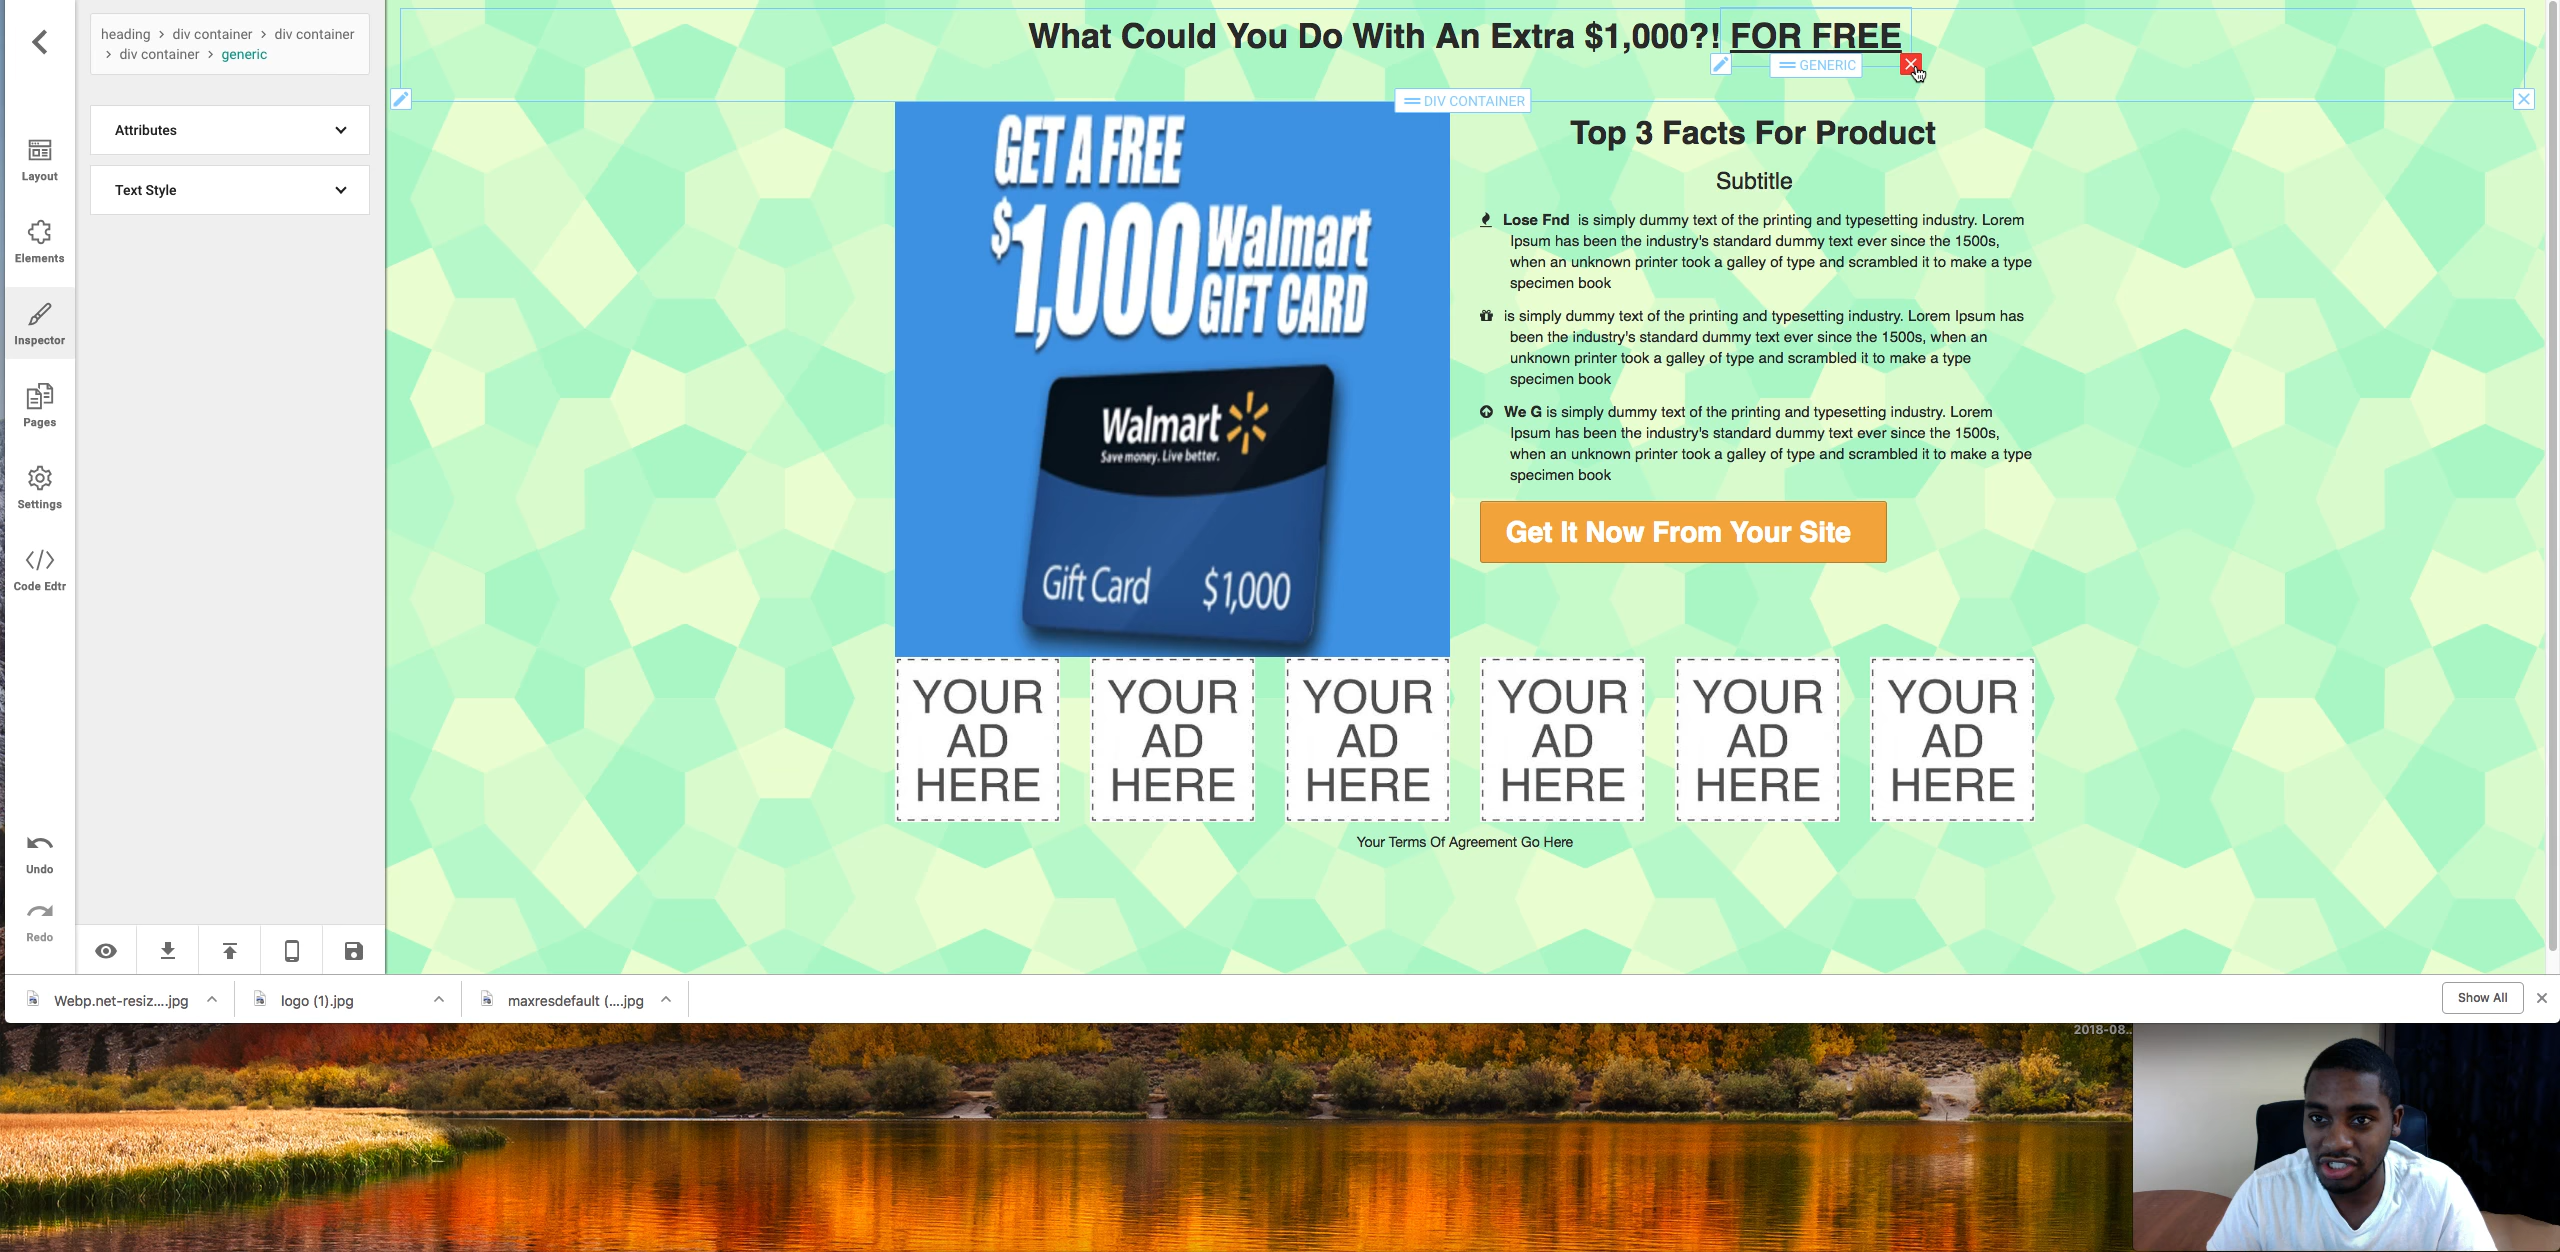 heading > div container > div container
> div container > generic
Attributes
Text Style
Layout
Elements
Inspector
Pages
Settings
Code Edtr
Undo
Redo
What Could You Do With An Extra $1,000?! FOR FREE
GENERIC
DIV CONTAINER
GET A FREE
$1,000 Walmart
GIFT CARD
Walmart
Save money. Live better.
Gift Card $1,000
Top 3 Facts For Product
Subtitle
Lose Fnd is simply dummy text of the printing and typesetting industry. Lorem
Ipsum has been the industry's standard dummy text ever since the 1500s,
when an unknown printer took a galley of type and scrambled it to make a type
specimen book
is simply dummy text of the printing and typesetting industry. Lorem Ipsum has
been the industry's standard dummy text ever since the 1500s, when an
unknown printer took a galley of type and scrambled it to make a type
specimen book
We G is simply dummy text of the printing and typesetting industry. Lorem
Ipsum has been the industry's standard dummy text ever since the 1500s,
when an unknown printer took a galley of type and scrambled it to make a type
specimen book
Get It Now From Your Site
YOUR
AD
HERE
YOUR
AD
HERE
YOUR
AD
HERE
YOUR
AD
HERE
YOUR
AD
HERE
YOUR
AD
HERE
Your Terms Of Agreement Go Here
Webp.net-resiz....jpg
logo (1).jpg
maxresdefault (....jpg
Show All
2018-08..